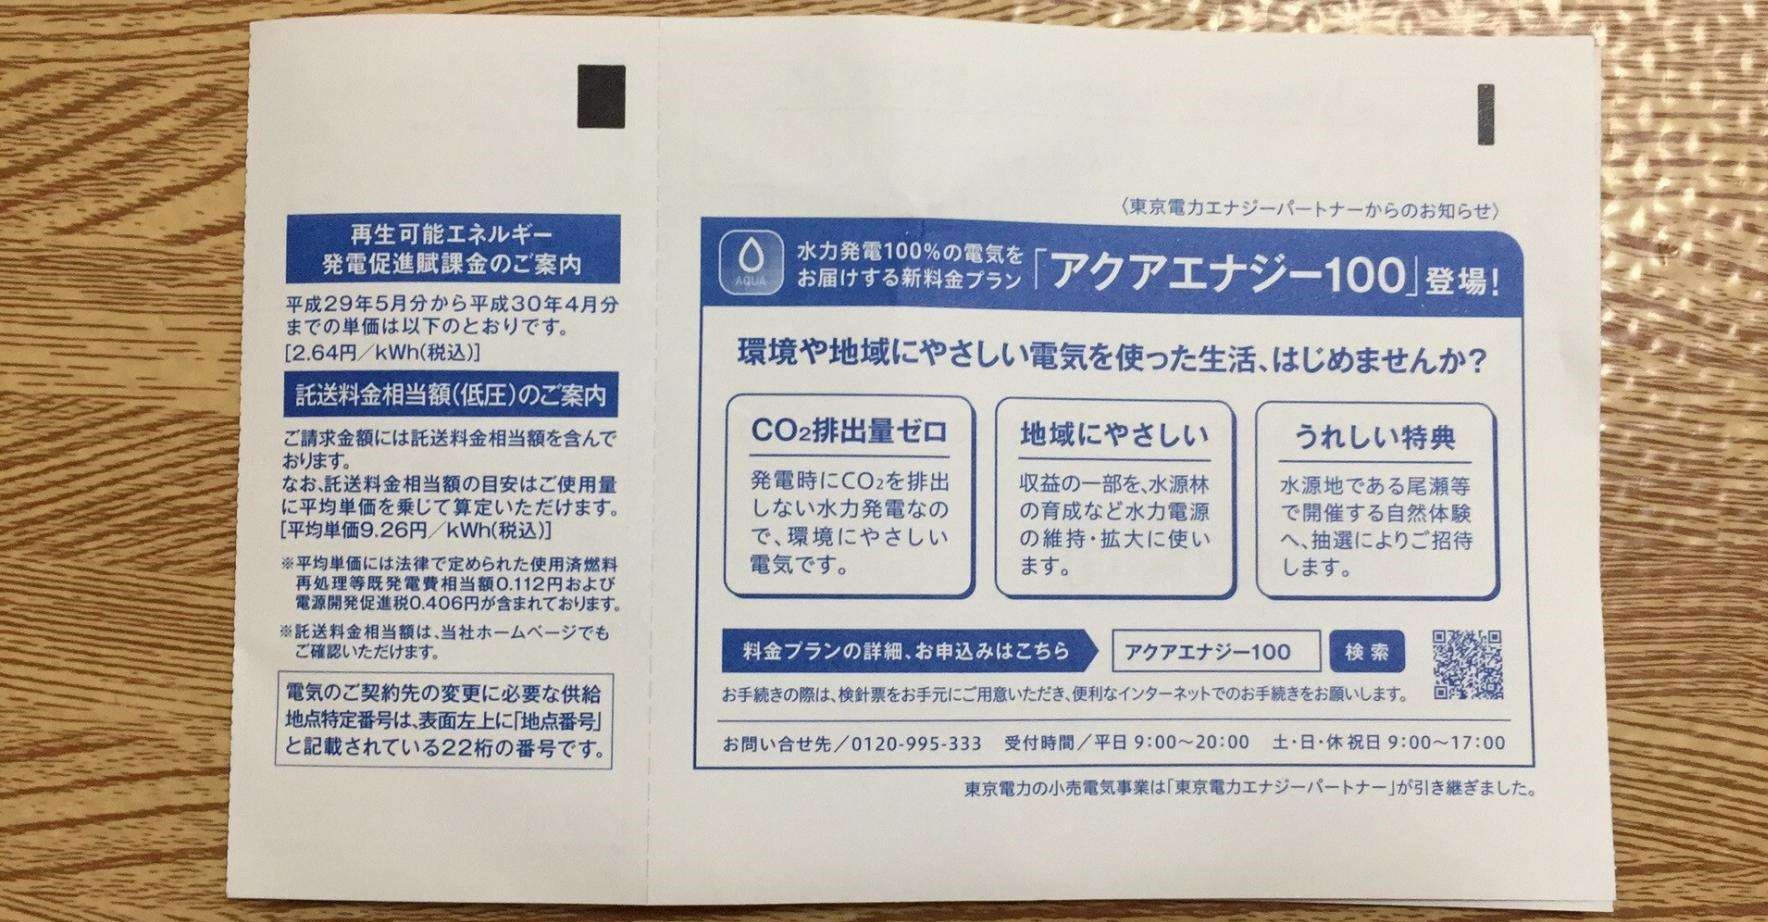 再生可能エネルギー
発電促進賦課金のご案内
平成29年5月分から平成30年4月分
までの単価は以下のとおりです。
[2.64円／kWh(税込)]
託送料金相当額(低圧)のご案内
ご請求金額には託送料金相当額を含んで
おります。
なお、託送料金相当額の目安はご使用量
に平均単価を乗じて算定いただけます。
[平均単価9.26円／kWh(税込)]
※平均単価には法律で定められた使用済燃料
再処理等既発電費相当額0.112円および
電源開発促進税0.406円が含まれております。
※託送料金相当額は、当社ホームページでも
ご確認いただけます。
電気のご契約先の変更に必要な供給
地点特定番号は、表面左上に「地点番号」
と記載されている22桁の番号です。
〈東京電力エナジーパートナーからのお知らせ〉
AQUA
水力発電100%の電気を
お届けする新料金プラン「アクアエナジー100」登場!
環境や地域にやさしい電気を使った生活、はじめませんか?
CO2排出量ゼロ
発電時にCO2を排出
しない水力発電なの
で、環境にやさしい
電気です。
地域にやさしい
収益の一部を、水源林
の育成など水力電源
の維持・拡大に使い
ます。
うれしい特典
水源地である尾瀬等
で開催する自然体験
へ、抽選によりご招待
します。
料金プランの詳細、お申込みはこちら アクアエナジー100 検索
お手続きの際は、検針票をお手元にご用意いただき、便利なインターネットでのお手続きをお願いします。
お問い合せ先／0120-995-333 受付時間／平日 9:00～20:00 土・日・休祝日 9:00～17:00
東京電力の小売電気事業は「東京電力エナジーパートナー」が引き継ぎました。